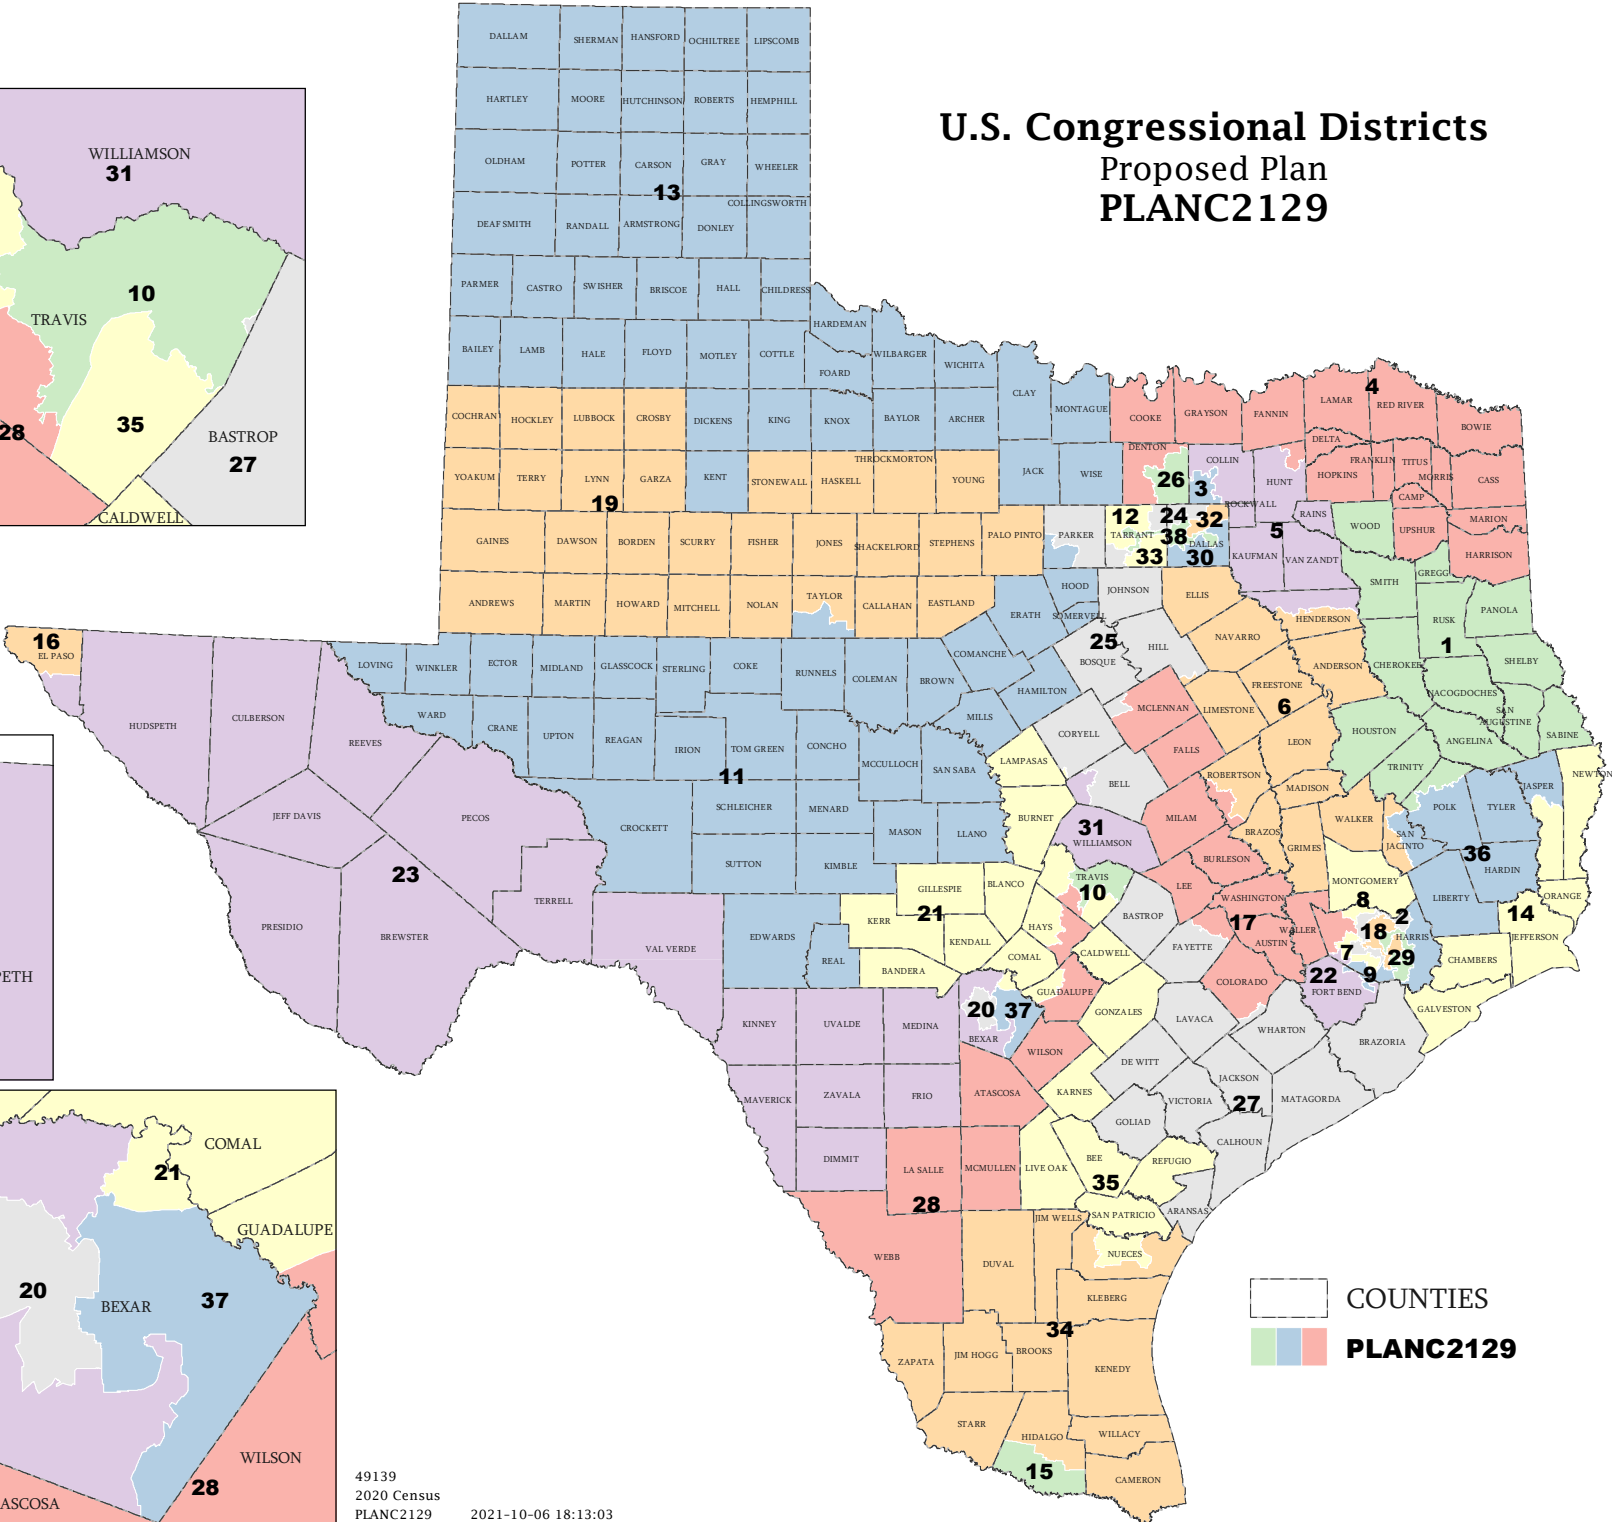 U.S. Congressional Districts
Proposed Plan
PLANC2129
WILLIAMSON
31
10
TRAVIS
35
28
BASTROP
27
CALDWELL
DALLAM
SHERMAN
HANSFORD
OCHILTREE
LIPSCOMB
HARTLEY
MOORE
HUTCHINSON
ROBERTS
HEMPHILL
OLDHAM
POTTER
CARSON
GRAY
WHEELER
13
COLLINGSWORTH
DEAF SMITH
RANDALL
ARMSTRONG
DONLEY
PARMER
CASTRO
SWISHER
BRISCOE
HALL
CHILDRESS
HARDEMAN
BAILEY
LAMB
HALE
FLOYD
MOTLEY
COTTLE
FOARD
WILBARGER
WICHITA
CLAY
MONTAGUE
COCHRAN
HOCKLEY
LUBBOCK
CROSBY
DICKENS
KING
KNOX
BAYLOR
ARCHER
COOKE
GRAYSON
FANNIN
LAMAR
4
RED RIVER
BOWIE
YOAKUM
TERRY
LYNN
GARZA
KENT
STONEWALL
HASKELL
THROCKMORTON
YOUNG
JACK
WISE
DENTON
26
COLLIN
3
HUNT
DELTA
HOPKINS
FRANKLIN
TITUS
MORRIS
CASS
CAMP
19
ROCKWALL
RAINS
WOOD
UPSHUR
MARION
HARRISON
GAINES
DAWSON
BORDEN
SCURRY
FISHER
JONES
SHACKELFORD
STEPHENS
PALO PINTO
PARKER
12
TARRANT
24
32
38
DALLAS
33
30
5
KAUFMAN
VAN ZANDT
SMITH
GREGG
ANDREWS
MARTIN
HOWARD
MITCHELL
NOLAN
TAYLOR
CALLAHAN
EASTLAND
ERATH
HOOD
SOMERVELL
JOHNSON
ELLIS
HENDERSON
RUSK
PANOLA
1
16
EL PASO
LOVING
WINKLER
ECTOR
MIDLAND
GLASSCOCK
STERLING
COKE
RUNNELS
COLEMAN
BROWN
COMANCHE
HAMILTON
25
BOSQUE
HILL
NAVARRO
ANDERSON
CHEROKEE
SHELBY
HUDSPETH
CULBERSON
REEVES
WARD
CRANE
UPTON
REAGAN
IRION
TOM GREEN
CONCHO
MCCULLOCH
SAN SABA
MILLS
CORYELL
LAMPASAS
MCLENNAN
LIMESTONE
FREESTONE
6
NACOGDOCHES
SAN
AUGUSTINE
SABINE
11
FALLS
LEON
HOUSTON
ANGELINA
TRINITY
NEWTON
JASPER
JEFF DAVIS
PECOS
CROCKETT
SCHLEICHER
MENARD
MASON
LLANO
BURNET
BELL
31
WILLIAMSON
MILAM
ROBERTSON
MADISON
BRAZOS
GRIMES
WALKER
SAN
JACINTO
POLK
TYLER
36
HARDIN
SUTTON
KIMBLE
23
TERRELL
PRESIDIO
BREWSTER
VAL VERDE
EDWARDS
REAL
KERR
GILLESPIE
21
KENDALL
BLANCO
HAYS
COMAL
BANDERA
TRAVIS
10
BASTROP
CALDWELL
LEE
BURLESON
WASHINGTON
17
AUSTIN
WALLER
FAYETTE
COLORADO
MONTGOMERY
8
2
18
HARRIS
7
29
9
22
FORT BEND
LIBERTY
14
ORANGE
JEFFERSON
CHAMBERS
GALVESTON
KINNEY
UVALDE
MEDINA
20
37
BEXAR
GUADALUPE
GONZALES
LAVACA
WHARTON
BRAZORIA
WILSON
DE WITT
JACKSON
MAVERICK
ZAVALA
FRIO
ATASCOSA
KARNES
GOLIAD
VICTORIA
27
MATAGORDA
CALHOUN
DIMMIT
LA SALLE
MCMULLEN
LIVE OAK
BEE
35
REFUGIO
SAN PATRICIO
ARANSAS
28
WEBB
DUVAL
JIM WELLS
NUECES
KLEBERG
34
ZAPATA
JIM HOGG
BROOKS
KENEDY
STARR
HIDALGO
WILLACY
15
CAMERON
PETH
COMAL
21
GUADALUPE
20
BEXAR
37
WILSON
28
ASCOSA
COUNTIES
PLANC2129
49139
2020 Census
PLANC2129 2021-10-06 18:13:03